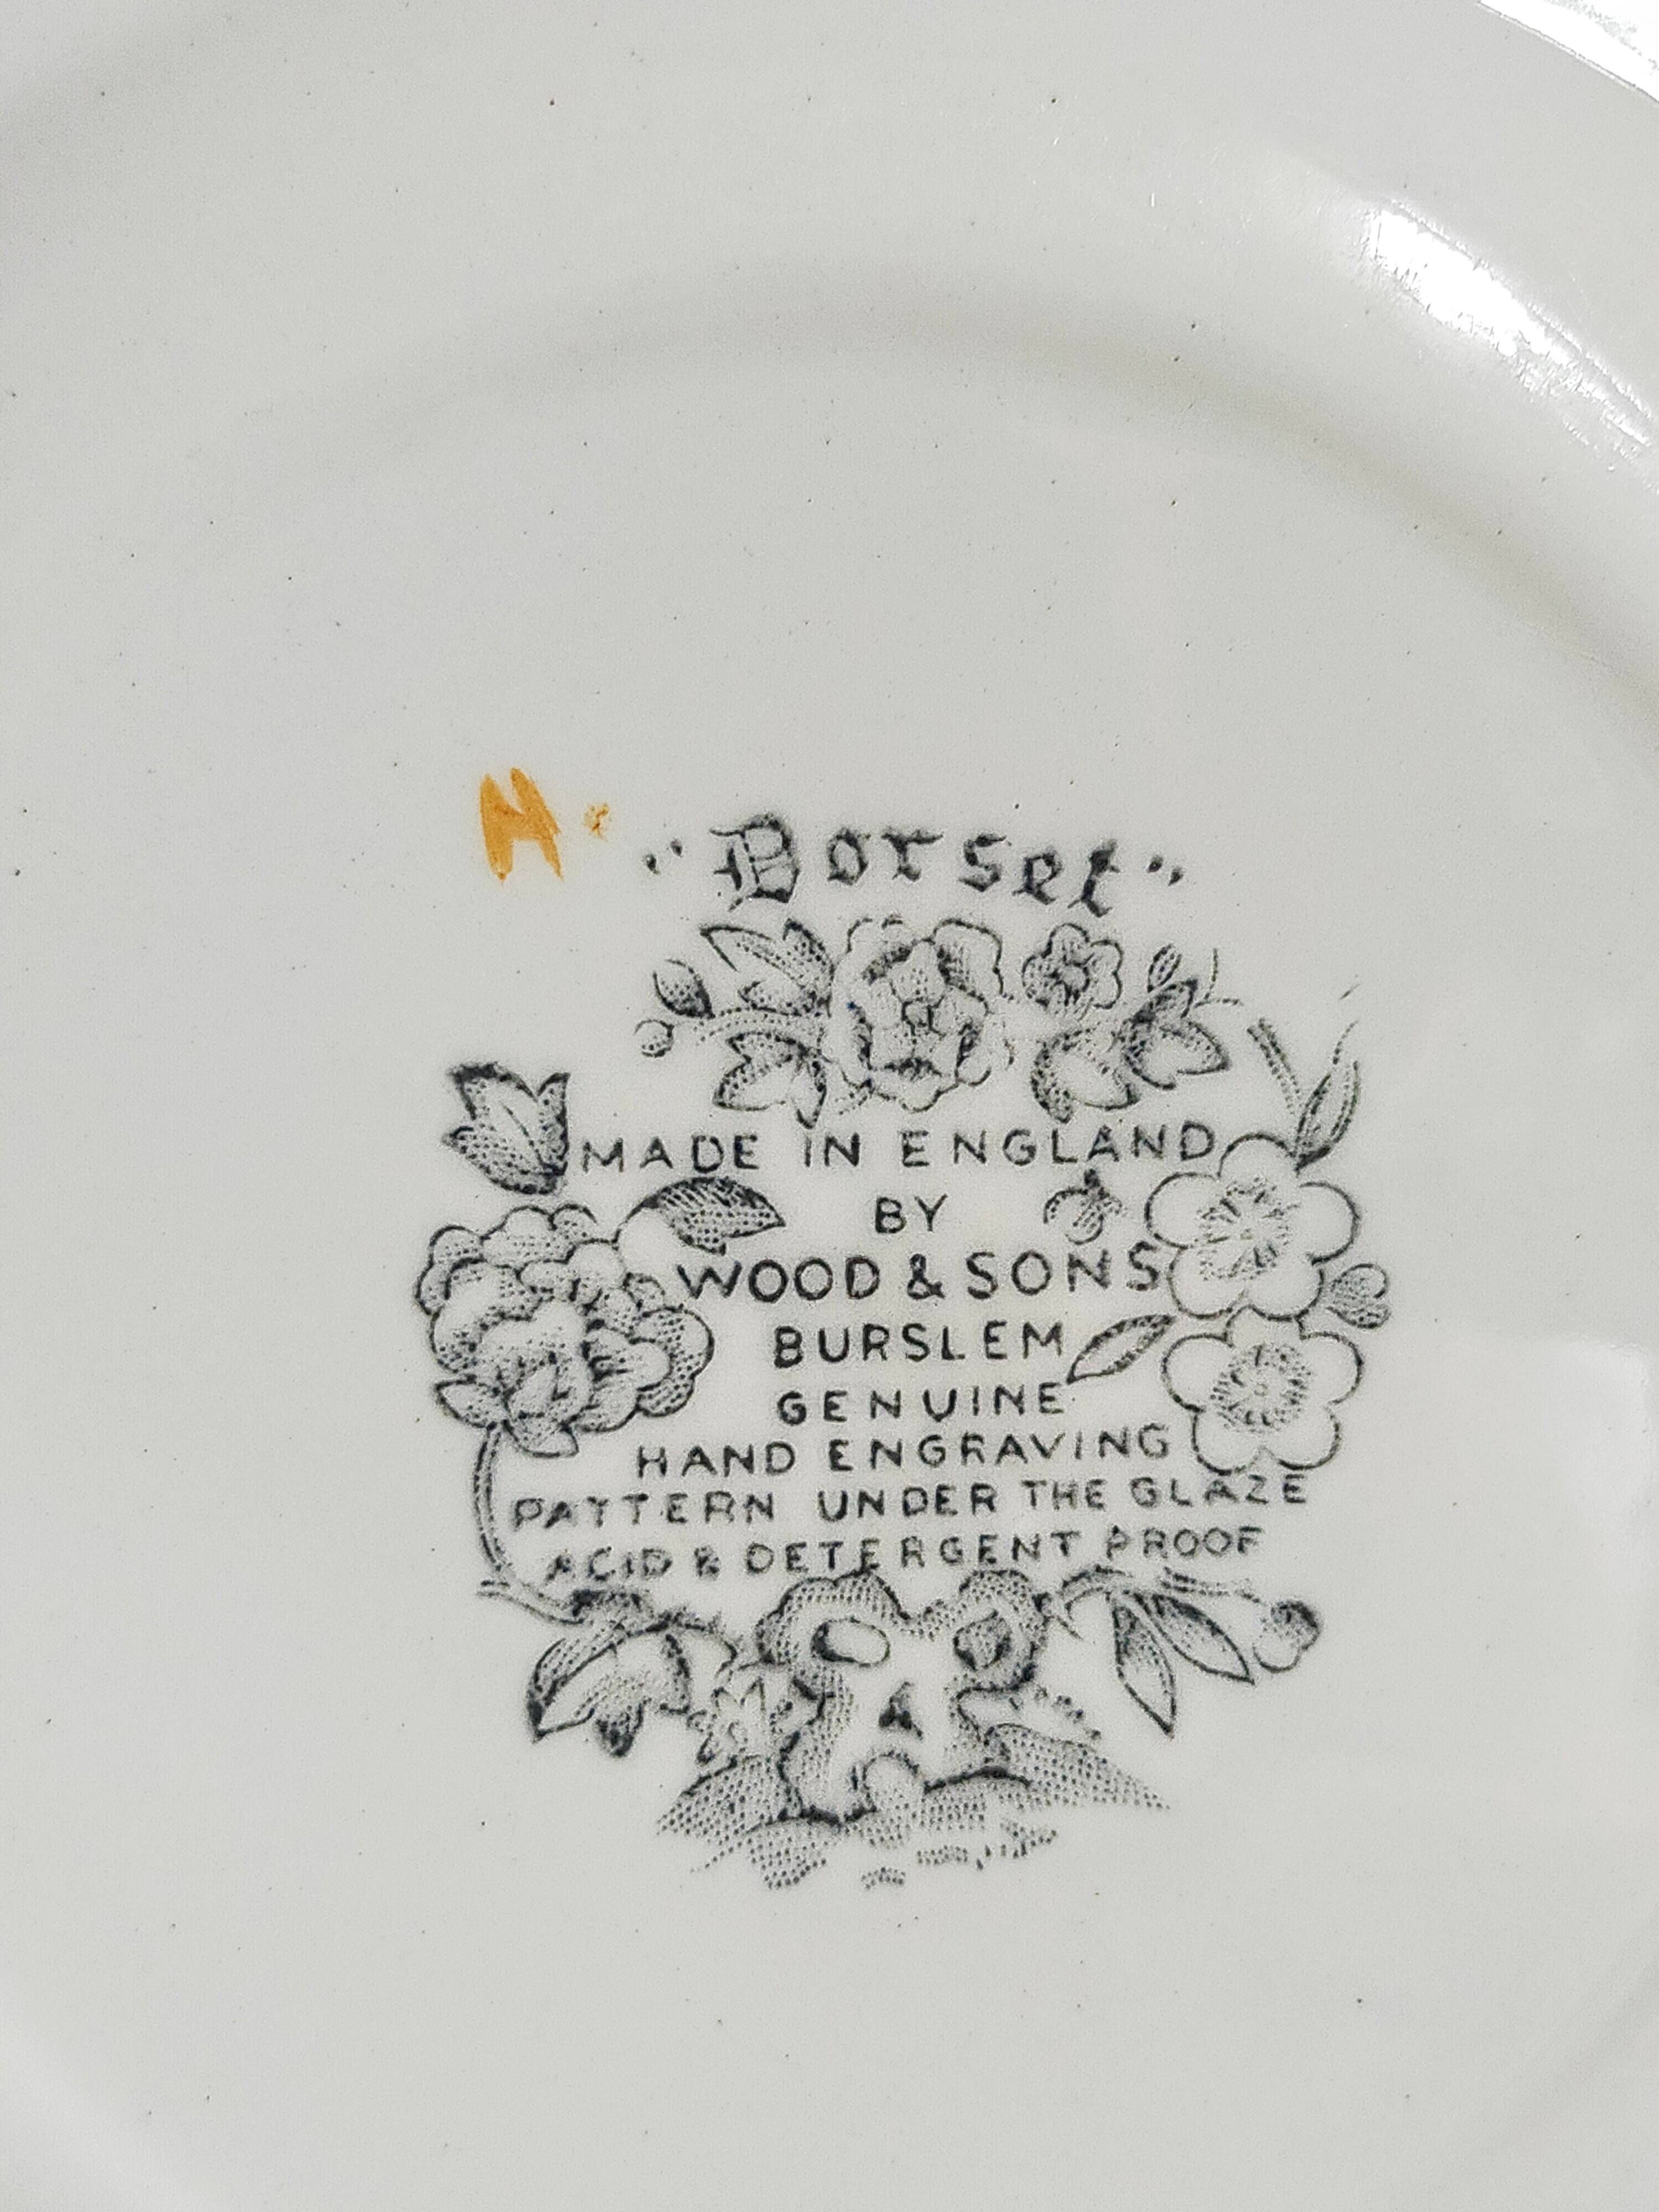 H.
"Dorset"
MADE IN ENGLAND
BY
WOOD & SONS
BURSLEM
GENUINE
HAND ENGRAVING
PATTERN UNDER THE GLAZE
ACID & DETERGENT PROOF